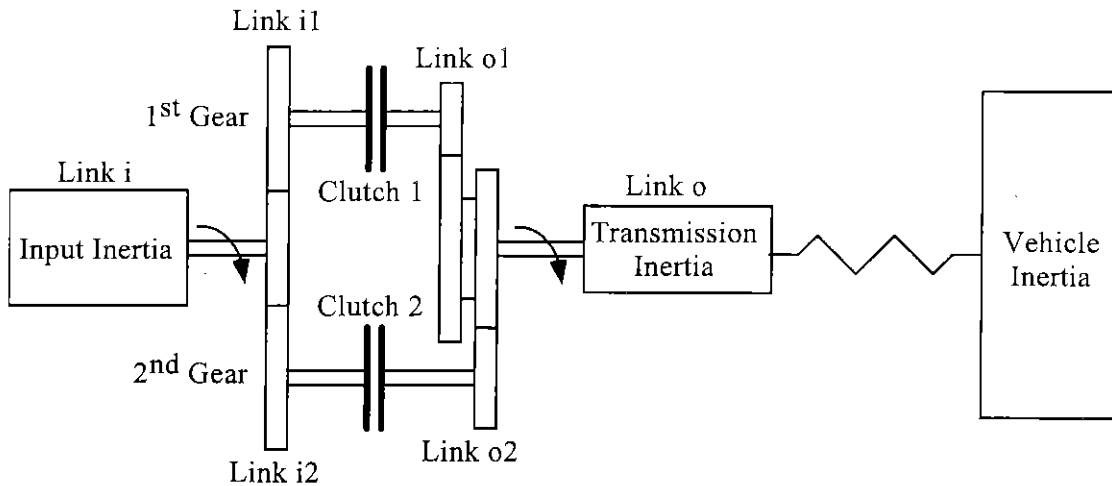 Link i1
Link o1
1st Gear
Link i
Clutch 1
Link o
Input Inertia
Transmission
Inertia
Vehicle
Inertia
Clutch 2
2nd Gear
Link o2
Link i2